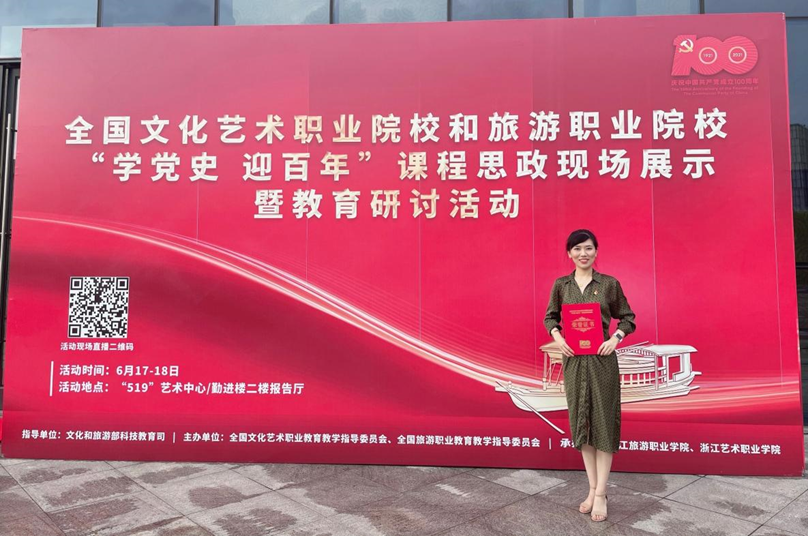 100
1921
2021
庆祝中国共产党成立100周年
全国文化艺术职业院校和旅游职业院校
“学党史 迎百年”课程思政现场展示
暨教育研讨活动
活动现场直播二维码
活动时间：6月17-18日
活动地点：“519”艺术中心/勤进楼二楼报告厅
指导单位：文化和旅游部科技教育司 | 主办单位：全国文化艺术职业教育教学指导委员会、全国旅游职业教育教学指导委员会 | 承 江旅游职业学院、浙江艺术职业学院
荣誉证书